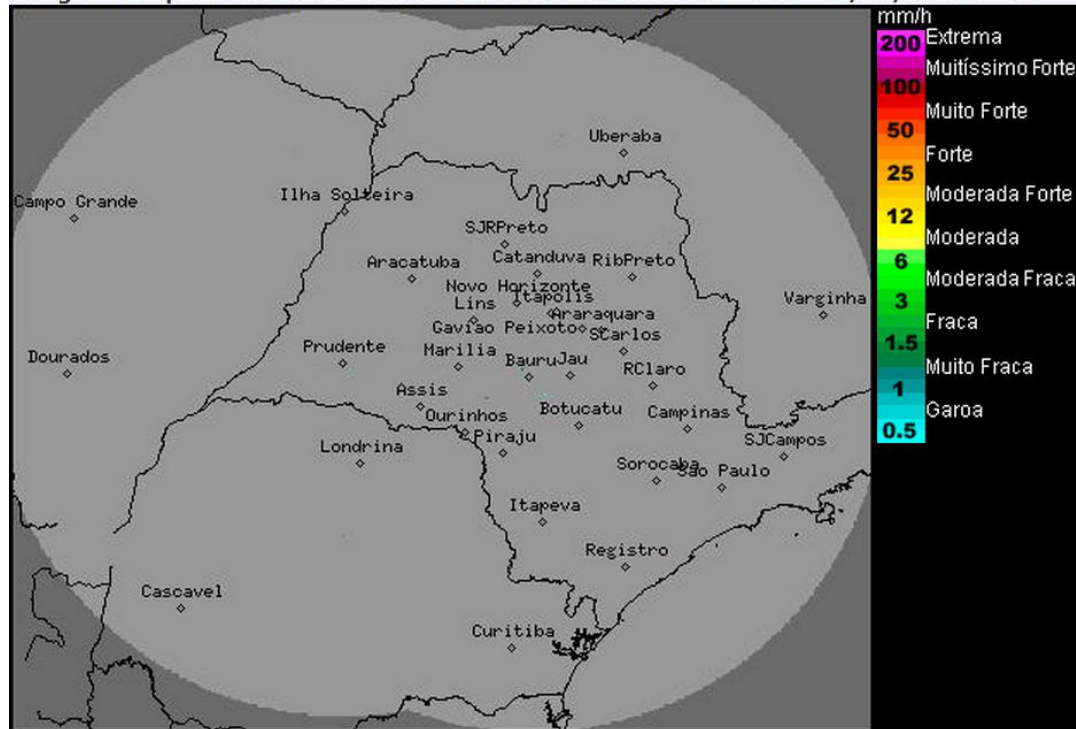 mm/h
200 Extrema
Muitíssimo Forte
100
Muito Forte
50
Forte
25
Moderada Forte
12
Moderada
6
Moderada Fraca
3
Fraca
1.5
Muito Fraca
1
Garoa
0.5
Uberaba
Campo Grande
Ilha Solteira
SJRPreto
Aracatuba
Catanduva
RibPreto
Novo Horizonte
Lins
Itapolis
Araraquara
Varginha
Gaviao Peixoto
SCarlos
Dourados
Prudente
Marilia
Bauru
Jau
RClaro
Assis
Ourinhos
Botucatu
Campinas
Piraju
Londrina
SJCampos
Sorocaba
Sao Paulo
Itapeva
Registro
Cascavel
Curitiba